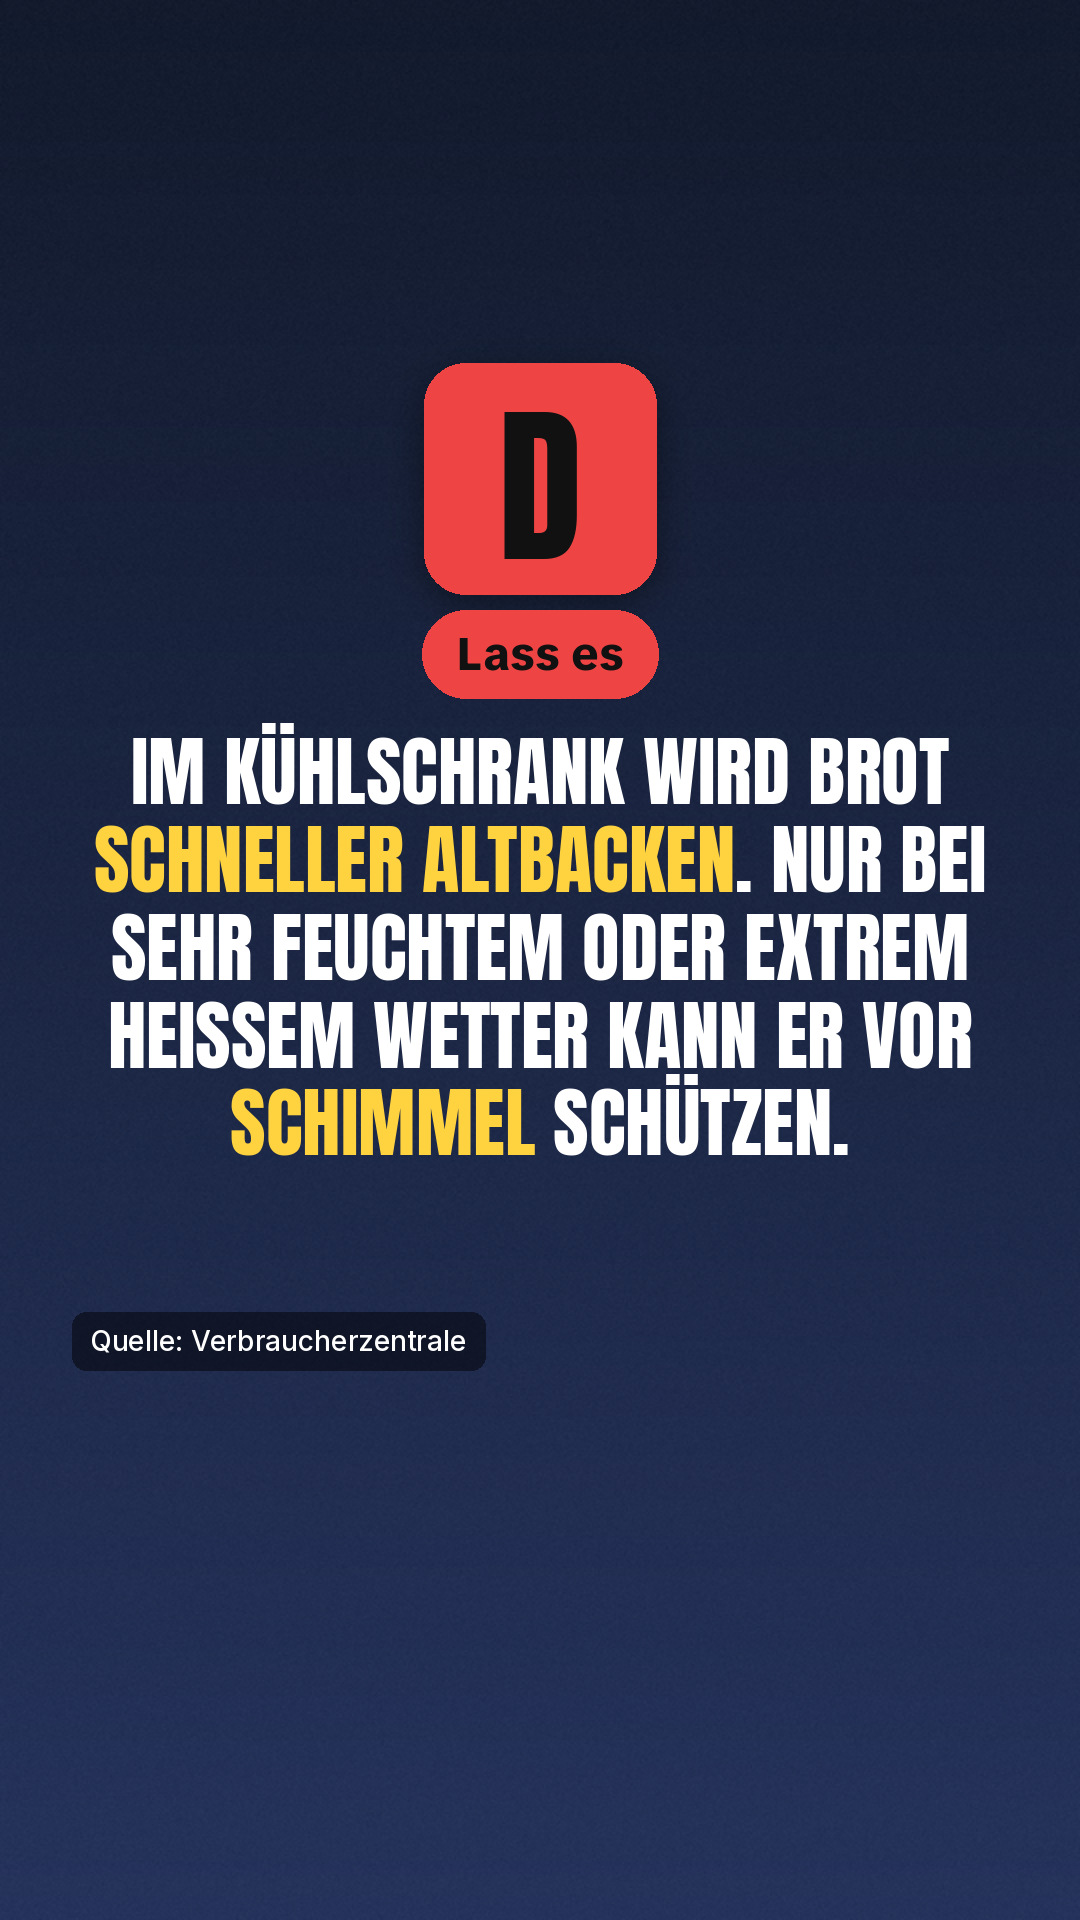 D
Lass es
IM KÜHLSCHRANK WIRD BROT
SCHNELLER ALTBACKEN. NUR BEI
SEHR FEUCHTEM ODER EXTREM
HEISSEM WETTER KANN ER VOR
SCHIMMEL SCHÜTZEN.
Quelle: Verbraucherzentrale